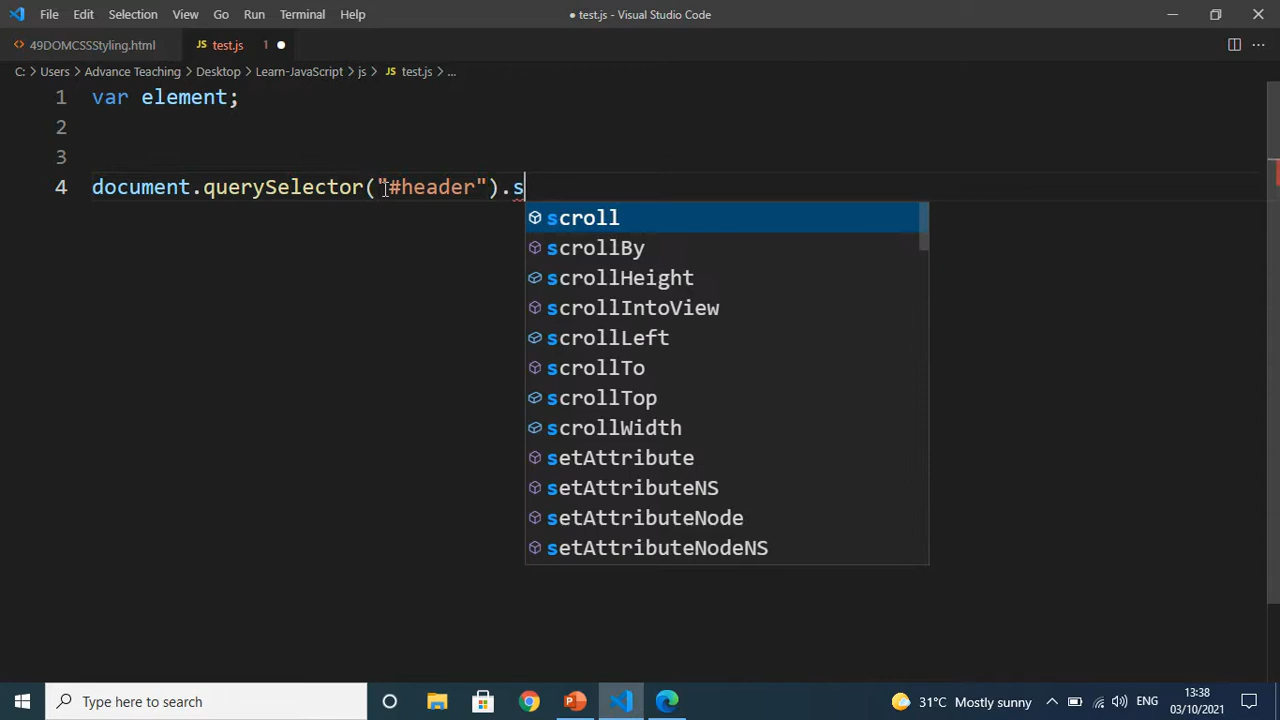 File Edit Selection View Go Run Terminal Help ● test.js - Visual Studio Code
49DOMCSSStyling.html JS test.js 1
C: > Users > Advance Teaching > Desktop > Learn-JavaScript > js > JS test.js > ...
1 var element;
2
3
4 document.querySelector("#header").s
scroll
scrollBy
scrollHeight
scrollIntoView
scrollLeft
scrollTo
scrollTop
scrollWidth
setAttribute
setAttributeNS
setAttributeNode
setAttributeNodeNS
Type here to search 31°C Mostly sunny ENG 13:38
03/10/2021